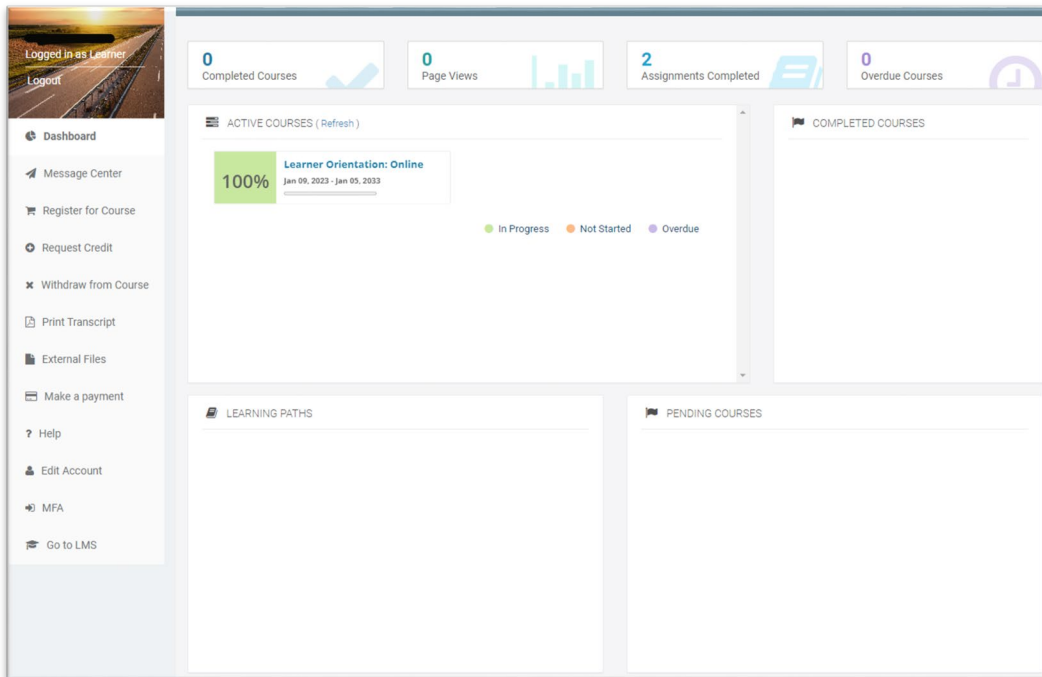 Logged in as Learner
Logout
Dashboard
Message Center
Register for Course
Request Credit
Withdraw from Course
Print Transcript
External Files
Make a payment
? Help
Edit Account
MFA
Go to LMS
0
Completed Courses
0
Page Views
2
Assignments Completed
0
Overdue Courses
ACTIVE COURSES ( Refresh )
100%
Learner Orientation: Online
Jan 09, 2023 - Jan 05, 2033
In Progress
Not Started
Overdue
COMPLETED COURSES
LEARNING PATHS
PENDING COURSES